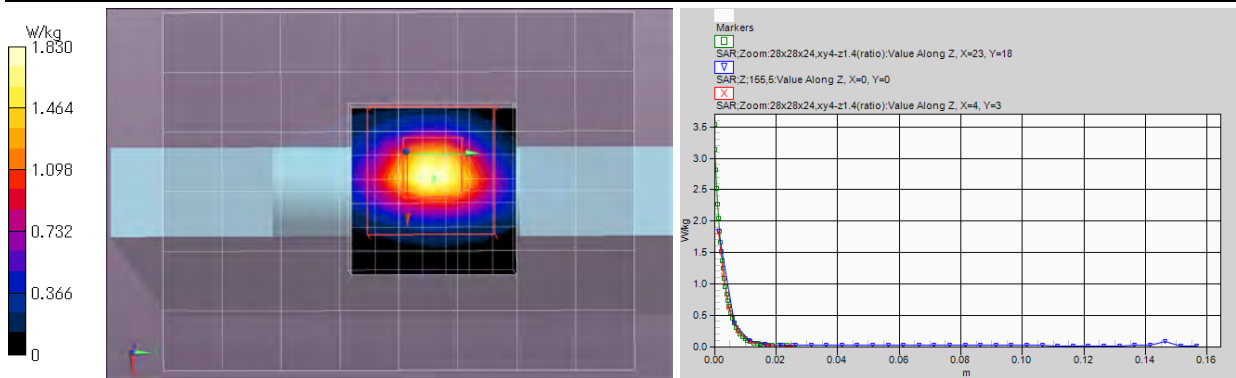 W/kg
1.830
1.464
1.098
0.732
0.366
0
Markers
SAR;Zoom:28x28x24,xy4-z1.4(ratio):Value Along Z, X=23, Y=18
SAR;Z;155,5:Value Along Z, X=0, Y=0
SAR;Zoom:28x28x24,xy4-z1.4(ratio):Value Along Z, X=4, Y=3
W/kg
3.5
3.0
2.5
2.0
1.5
1.0
0.5
0.0
0.00 0.02 0.04 0.06 0.08 0.10 0.12 0.14 0.16
m